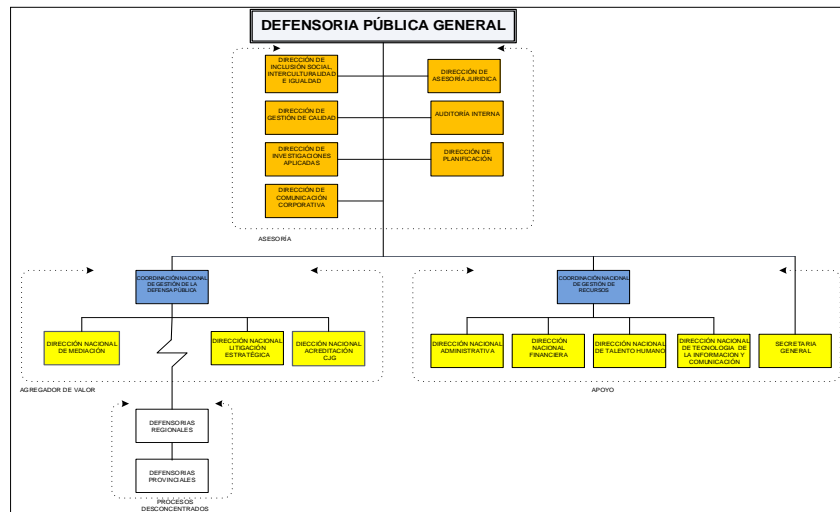 DEFENSORIA PÚBLICA GENERAL
DIRECCIÓN DE
INCLUSIÓN SOCIAL,
INTERCULTURALIDAD
E IGUALDAD
DIRECCIÓN DE
ASESORÍA JURIDICA
DIRECCIÓN DE
GESTIÓN DE CALIDAD
AUDITORÍA INTERNA
DIRECCIÓN DE
INVESTIGACIONES
APLICADAS
DIRECCIÓN DE
PLANIFICACIÓN
DIRECCIÓN DE
COMUNICACIÓN
CORPORATIVA
ASESORÍA
COORDINACIÓN NACIONAL
DE GESTIÓN DE LA
DEFENSA PÚBLICA
COORDINACIÓN NACIONAL
DE GESTIÓN DE
RECURSOS
DIRECCIÓN NACIONAL
DE MEDIACIÓN
DIRECCIÓN NACIONAL
LITIGACIÓN
ESTRATÉGICA
DIECCIÓN NACIONAL
ACREDITACIÓN
CJG
DIRECCIÓN NACIONAL
ADMINISTRATIVA
DIRECCIÓN
NACIONAL
FINANCIERA
DIRECCIÓN NACIONAL
DE TALENTO HUMANO
DIRECCIÓN NACIONAL
DE TECNOLOGIA DE
LA INFORMACION Y
COMUNICACIÓN
SECRETARIA
GENERAL
AGREGADOR DE VALOR
APOYO
DEFENSORIAS
REGIONALES
DEFENSORIAS
PROVINCIALES
PROCESOS
DESCONCENTRADOS